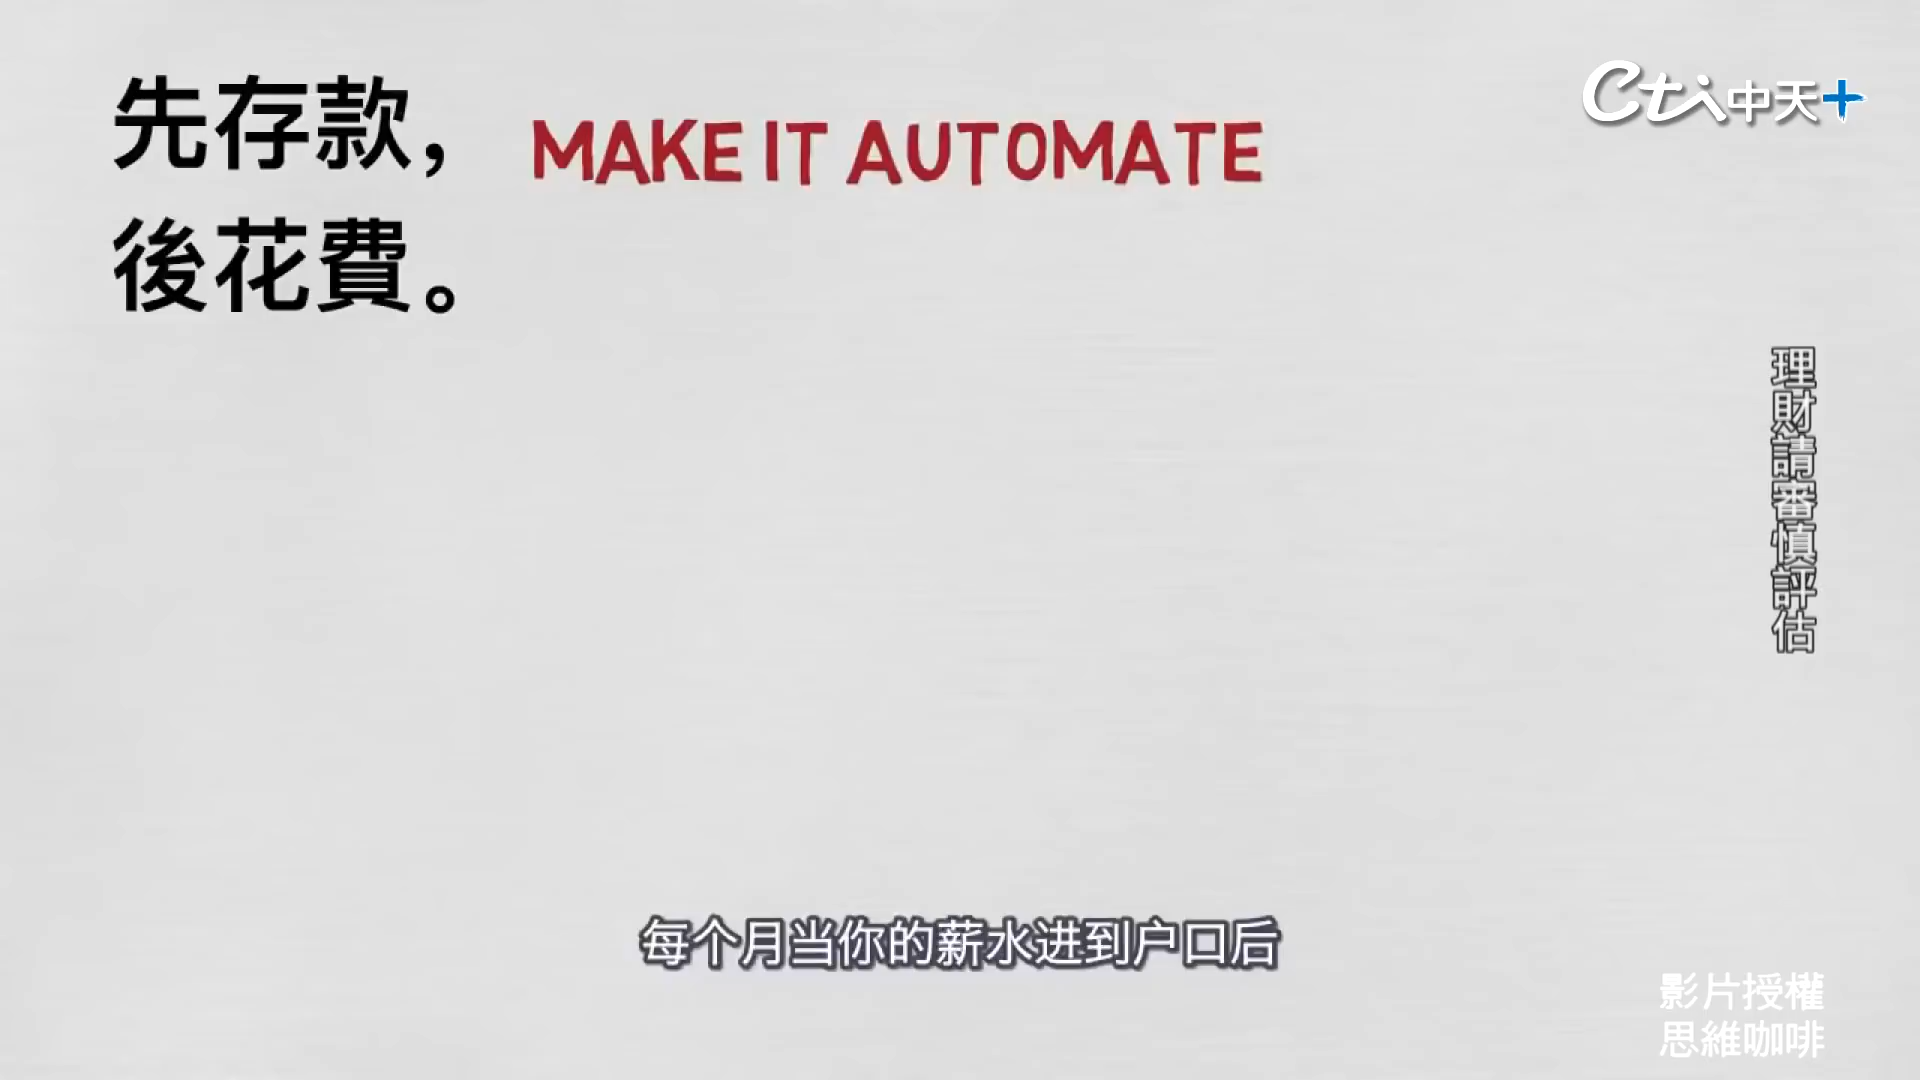 先存款，
後花費。
MAKE IT AUTOMATE
cti中天+
理財請審慎評估
每个月当你的薪水进到户口后
影片授權
思維咖啡